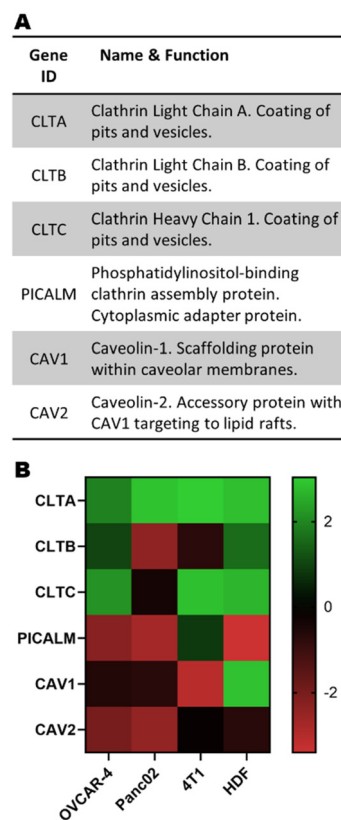 A
Gene
ID
Name & Function
CLTA
Clathrin Light Chain A. Coating of
pits and vesicles.
CLTB
Clathrin Light Chain B. Coating of
pits and vesicles.
CLTC
Clathrin Heavy Chain 1. Coating of
pits and vesicles.
PICALM
Phosphatidylinositol-binding
clathrin assembly protein.
Cytoplasmic adapter protein.
CAV1
Caveolin-1. Scaffolding protein
within caveolar membranes.
CAV2
Caveolin-2. Accessory protein with
CAV1 targeting to lipid rafts.
B
CLTA
CLTB
CLTC
PICALM
CAV1
CAV2
OVCAR-4
Panc02
4T1
HDF
2
0
-2